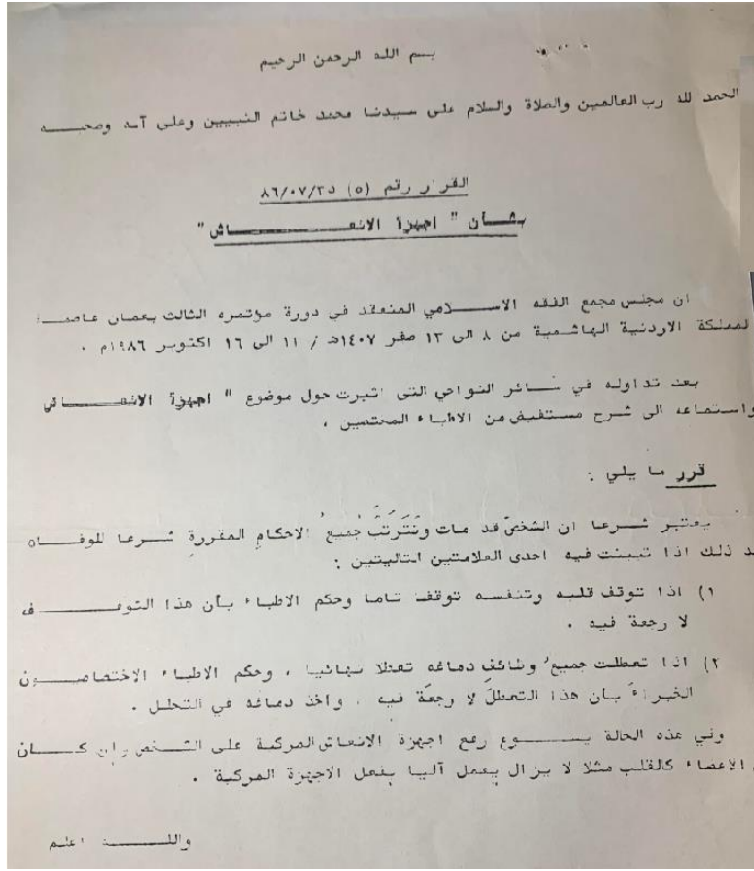 بسم الله الرحمن الرحيم
الحمد لله رب العالمين والصلاة والسلام على سيدنا محمد خاتم النبيين وعلى آله وصحبه
القرار رقم (٥) د٨٦/٠٧/٣
بشأن " اجهزة الانعاش "
ان مجلس مجمع الفقه الاسلامي المنعقد في دورة مؤتمره الثالث بعمان عاصمة
المملكة الاردنية الهاشمية من ٨ الى ١٣ صفر ١٤٠٧هـ / ١١ الى ١٦ اكتوبر ١٩٨٦م .
بعد تداوله في سائر النواحي التي اثيرت حول موضوع " اجهزة الانعاش
واستماعه الى شرح مستفيض من الاطباء المختصين ،
قرر ما يلي :
يعتبر شرعا ان الشخص قد مات وتترتب جميع الاحكام المقررة شرعا للوفاة
ذلك اذا تبينت فيه احدى العلامتين التاليتين :
١) اذا توقف قلبه وتنفسه توقفا تاما وحكم الاطباء بأن هذا التوقف
لا رجعة فيه .
٢) اذا تعطلت جميعُ وظائف دماغه تعطلا نهائيا ، وحكم الاطباء الاختصاصيون
الخبراء بان هذا التعطل لا رجعة فيه ، واخذ دماغه في التحلل .
وفي هذه الحالة يسوغ رفع اجهزة الانعاش المركبة على الشخص وان كان
الاعضاء كالقلب مثلا لا يزال يعمل آليا بفعل الاجهزة المركبة .
والله اعلم